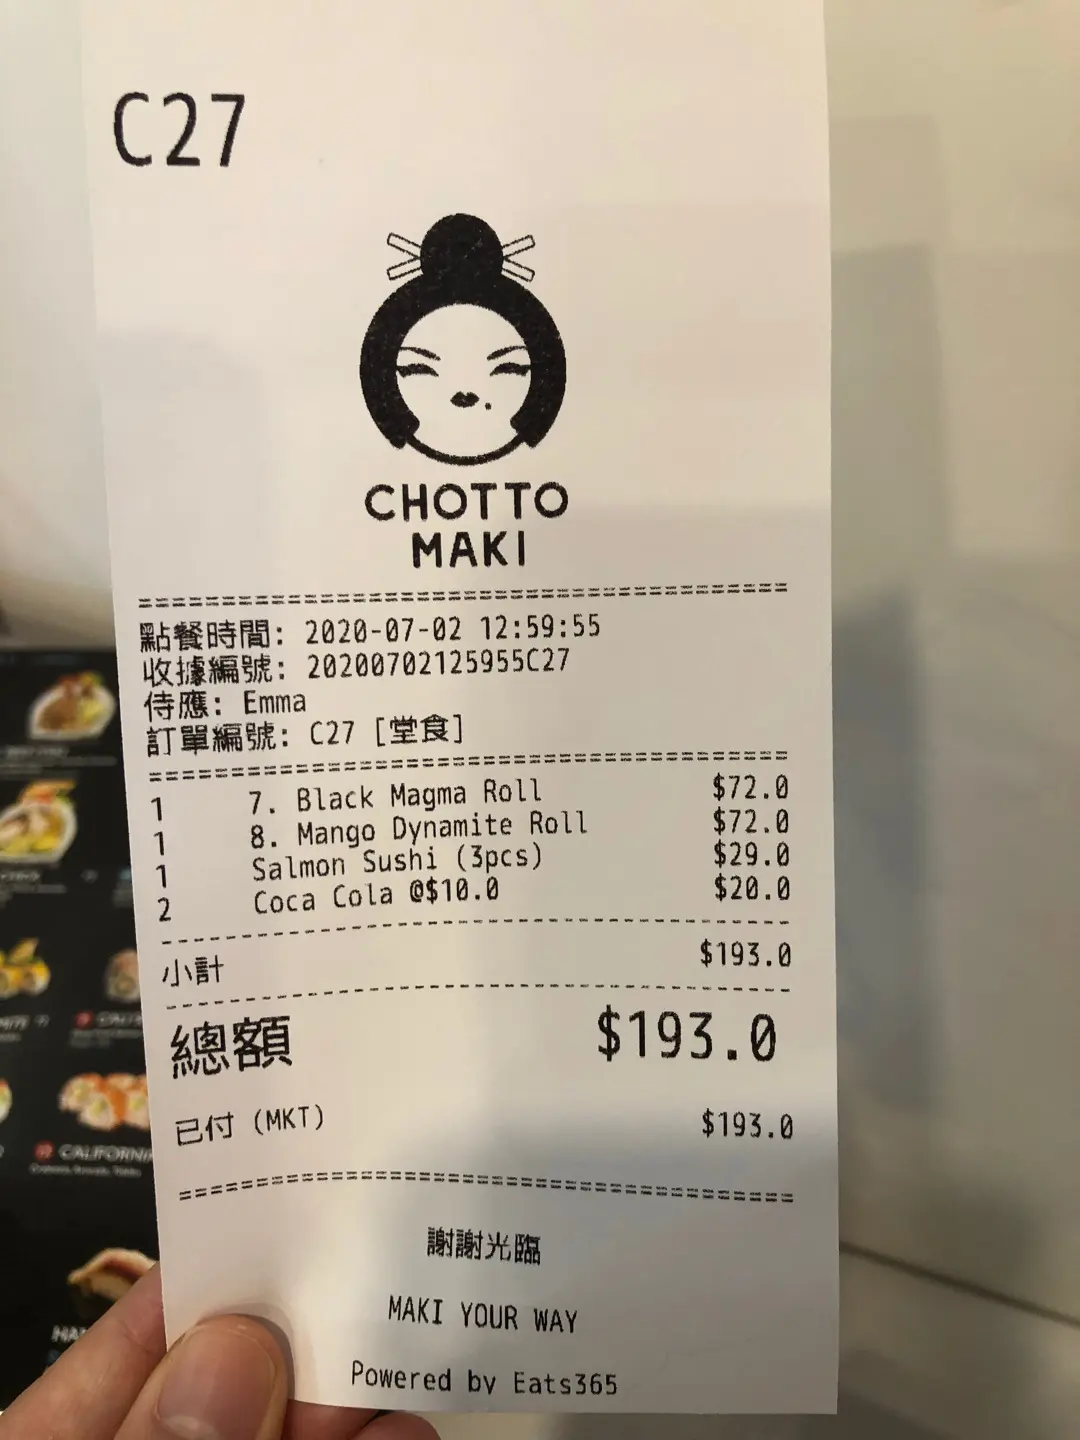 C27
CHOTTO
MAKI
點餐時間: 2020-07-02 12:59:55
收據編號: 20200702125955C27
侍應: Emma
訂單編號: C27 [堂食]
1 7. Black Magma Roll $72.0
1 8. Mango Dynamite Roll $72.0
1 Salmon Sushi (3pcs) $29.0
2 Coca Cola @$10.0 $20.0
小計 $193.0
總額 $193.0
已付 (MKT) $193.0
謝謝光臨
MAKI YOUR WAY
Powered by Eats365
CALIFORNIA